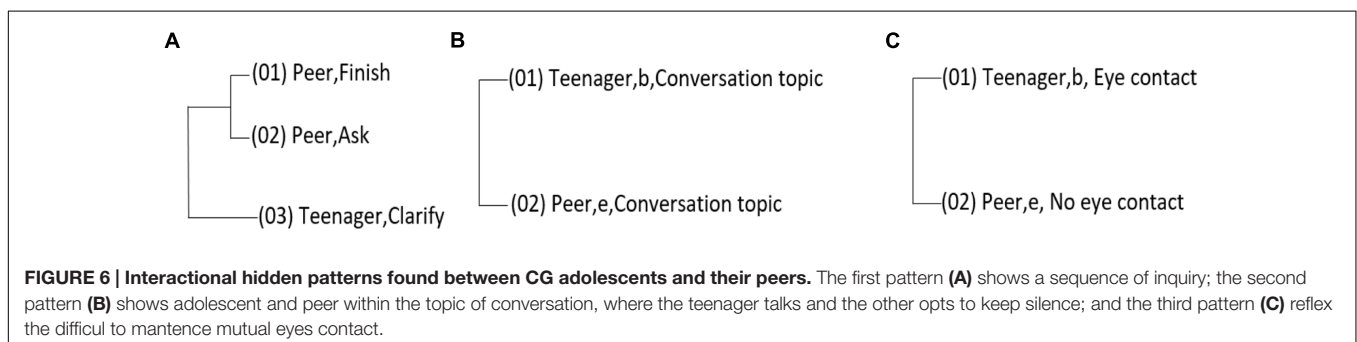 A
(01) Peer,Finish
(02) Peer,Ask
(03) Teenager,Clarify
B
(01) Teenager,b,Conversation topic
(02) Peer,e,Conversation topic
C
(01) Teenager,b, Eye contact
(02) Peer,e, No eye contact
FIGURE 6 | Interactional hidden patterns found between CG adolescents and their peers. The first pattern (A) shows a sequence of inquiry; the second
pattern (B) shows adolescent and peer within the topic of conversation, where the teenager talks and the other opts to keep silence; and the third pattern (C) reflex
the difficul to mantence mutual eyes contact.